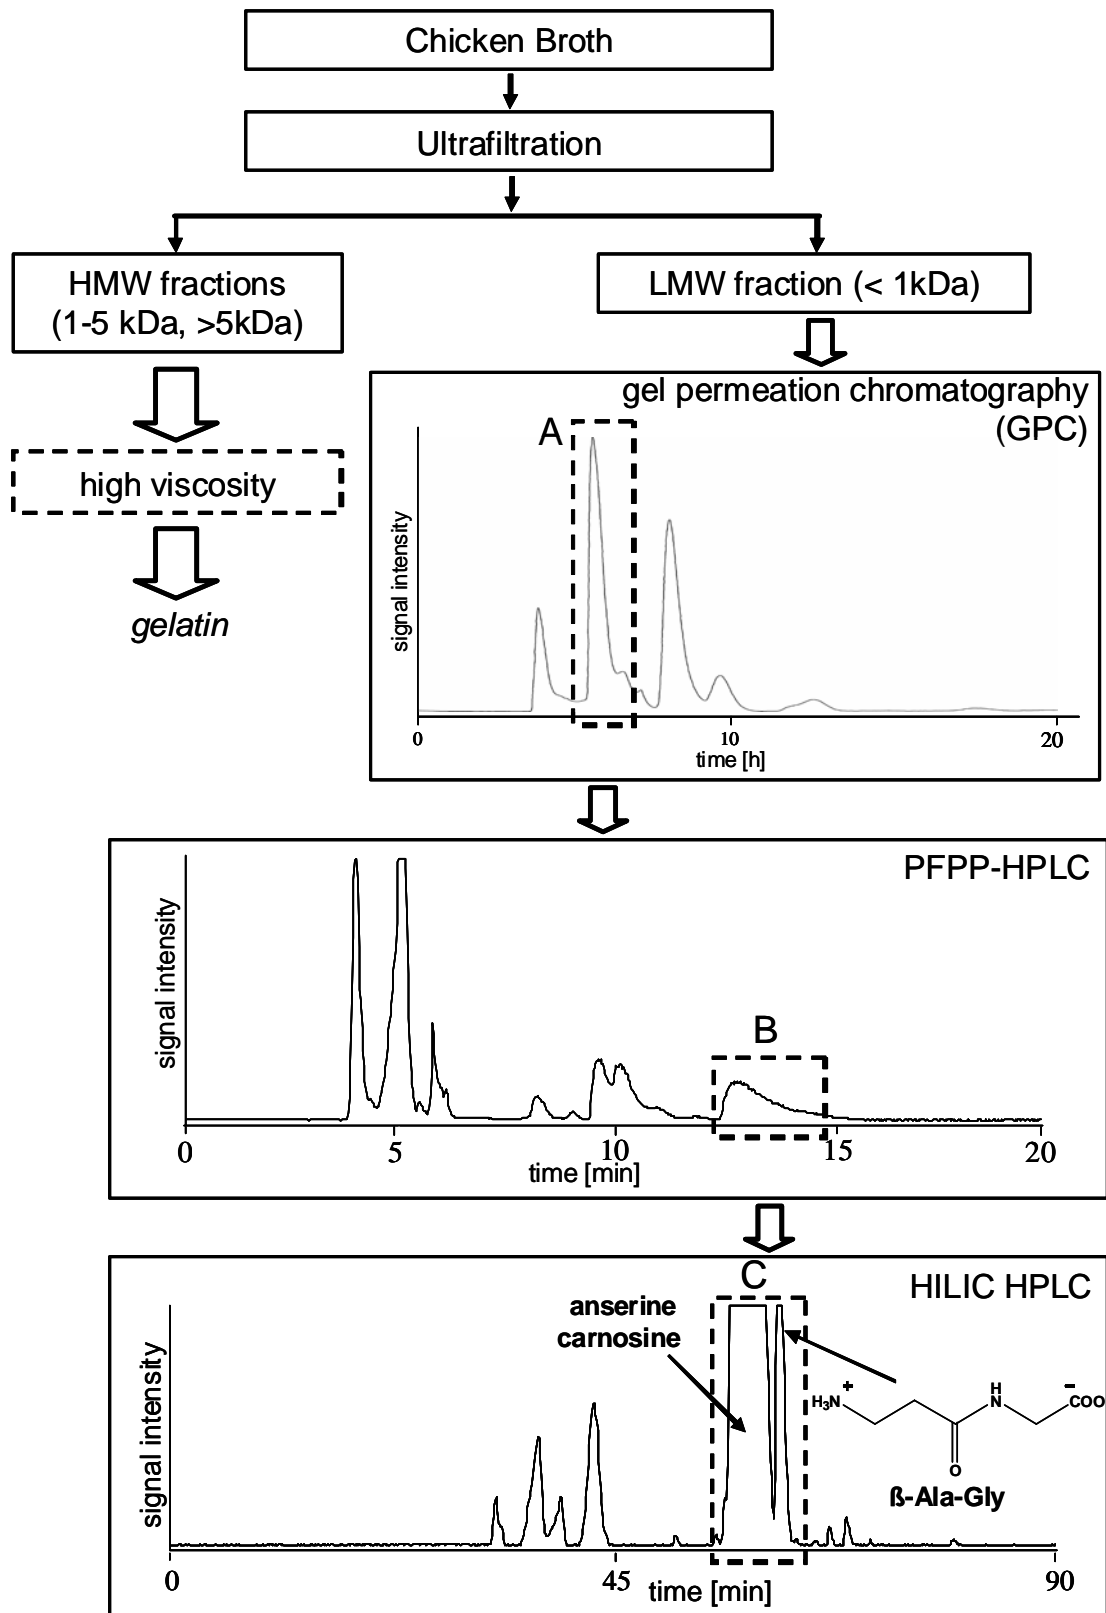 Chicken Broth
Ultrafiltration
HMW fractions
(1-5 kDa, >5kDa)
LMW fraction (< 1kDa)
high viscosity
gelatin
gel permeation chromatography
(GPC)
A
signal intensity
0
10
20
time [h]
PFPP-HPLC
signal intensity
B
0
5
10
15
20
time [min]
HILIC HPLC
C
anserine
carnosine
signal intensity
H₃N
+
H
N
O
COO
−
ß-Ala-Gly
0
45
90
time [min]